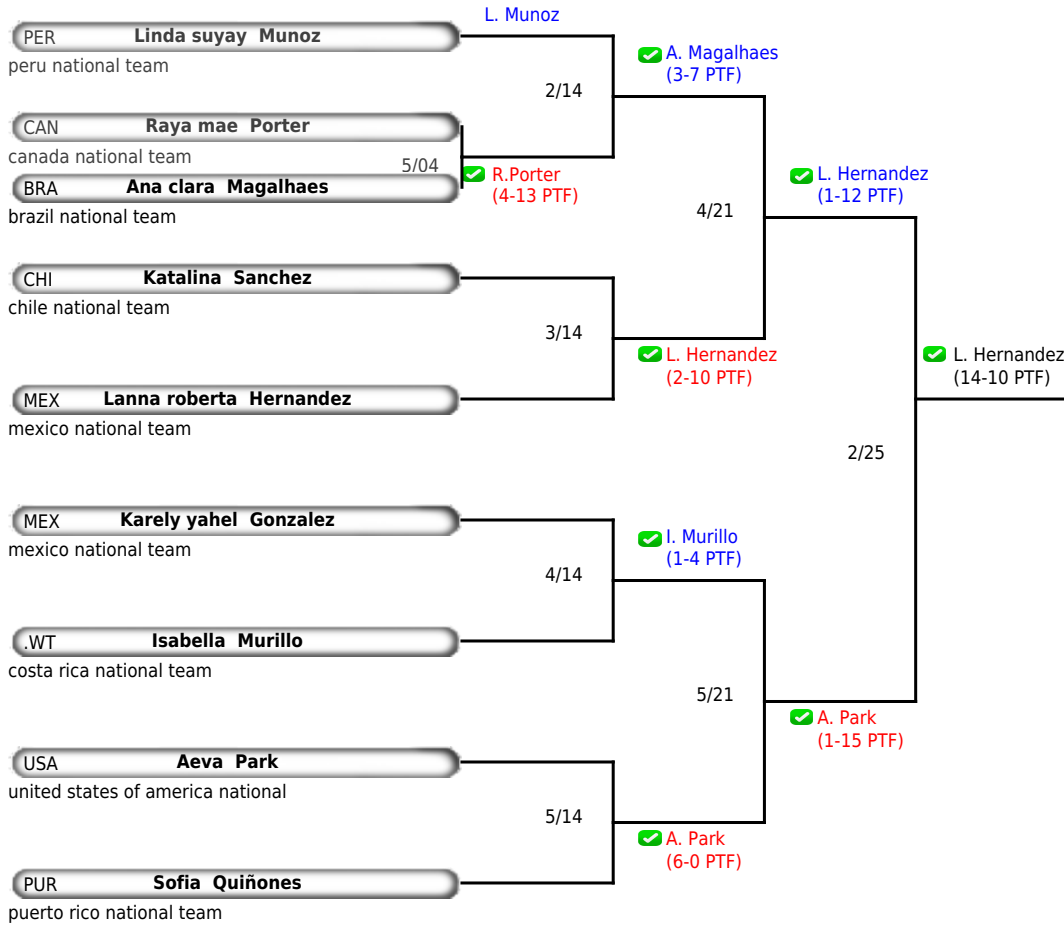 L. Munoz
PER Linda suyay Munoz
peru national team
A. Magalhaes
(3-7 PTF)
2/14
CAN Raya mae Porter
canada national team
5/04
R.Porter
(4-13 PTF)
BRA Ana clara Magalhaes
brazil national team
L. Hernandez
(1-12 PTF)
4/21
CHI Katalina Sanchez
chile national team
3/14
L. Hernandez
(2-10 PTF)
L. Hernandez
(14-10 PTF)
MEX Lanna roberta Hernandez
mexico national team
2/25
MEX Karely yahel Gonzalez
mexico national team
I. Murillo
(1-4 PTF)
4/14
.WT Isabella Murillo
costa rica national team
5/21
A. Park
(1-15 PTF)
USA Aeva Park
united states of america national
5/14
A. Park
(6-0 PTF)
PUR Sofia Quiñones
puerto rico national team